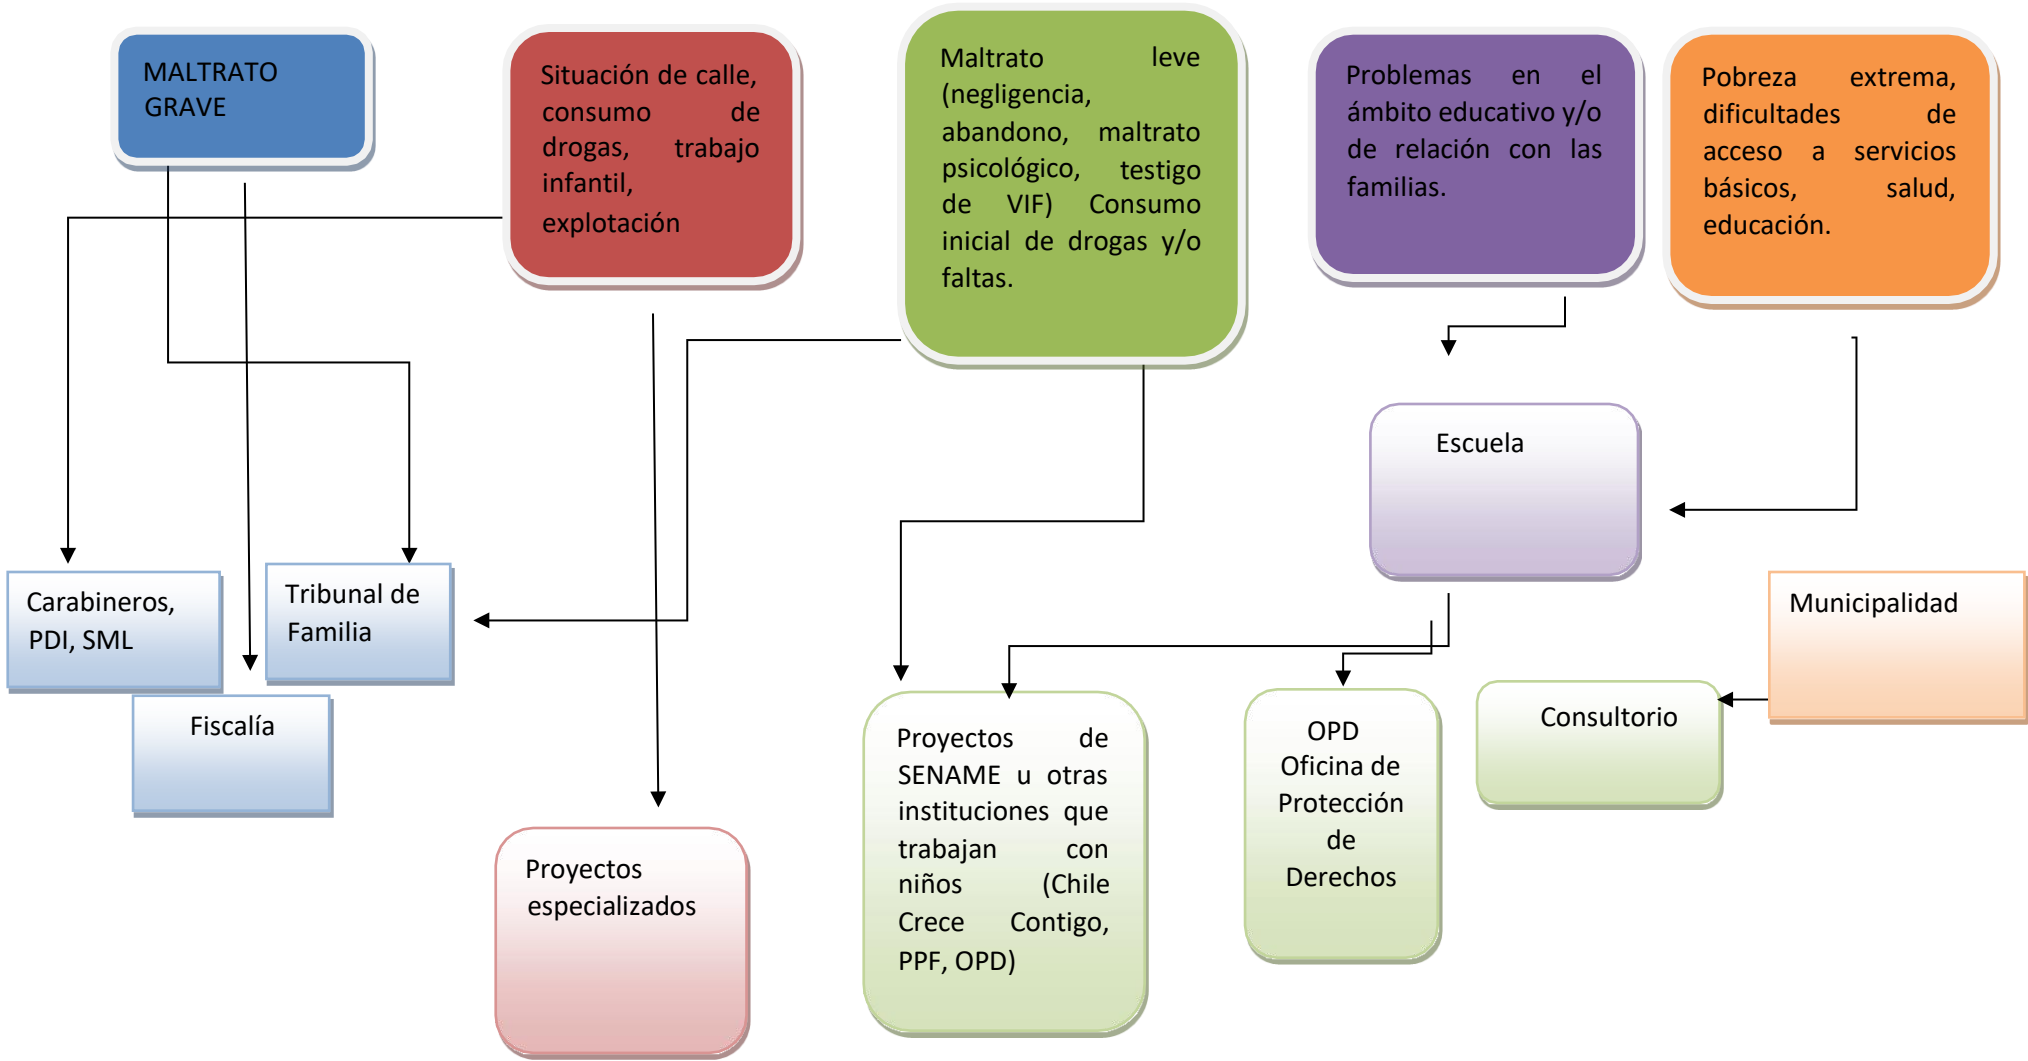 MALTRATO
GRAVE
Situación de calle,
consumo de
drogas, trabajo
infantil,
explotación
Maltrato leve
(negligencia,
abandono, maltrato
psicológico, testigo
de VIF) Consumo
inicial de drogas y/o
faltas.
Problemas en el
ámbito educativo y/o
de relación con las
familias.
Pobreza extrema,
dificultades de
acceso a servicios
básicos, salud,
educación.
Escuela
Carabineros,
PDI, SML
Tribunal de
Familia
Municipalidad
Fiscalía
Proyectos
especializados
Proyectos de
SENAME u otras
instituciones que
trabajan con
niños (Chile
Crece Contigo,
PPF, OPD)
OPD
Oficina de
Protección
de
Derechos
Consultorio